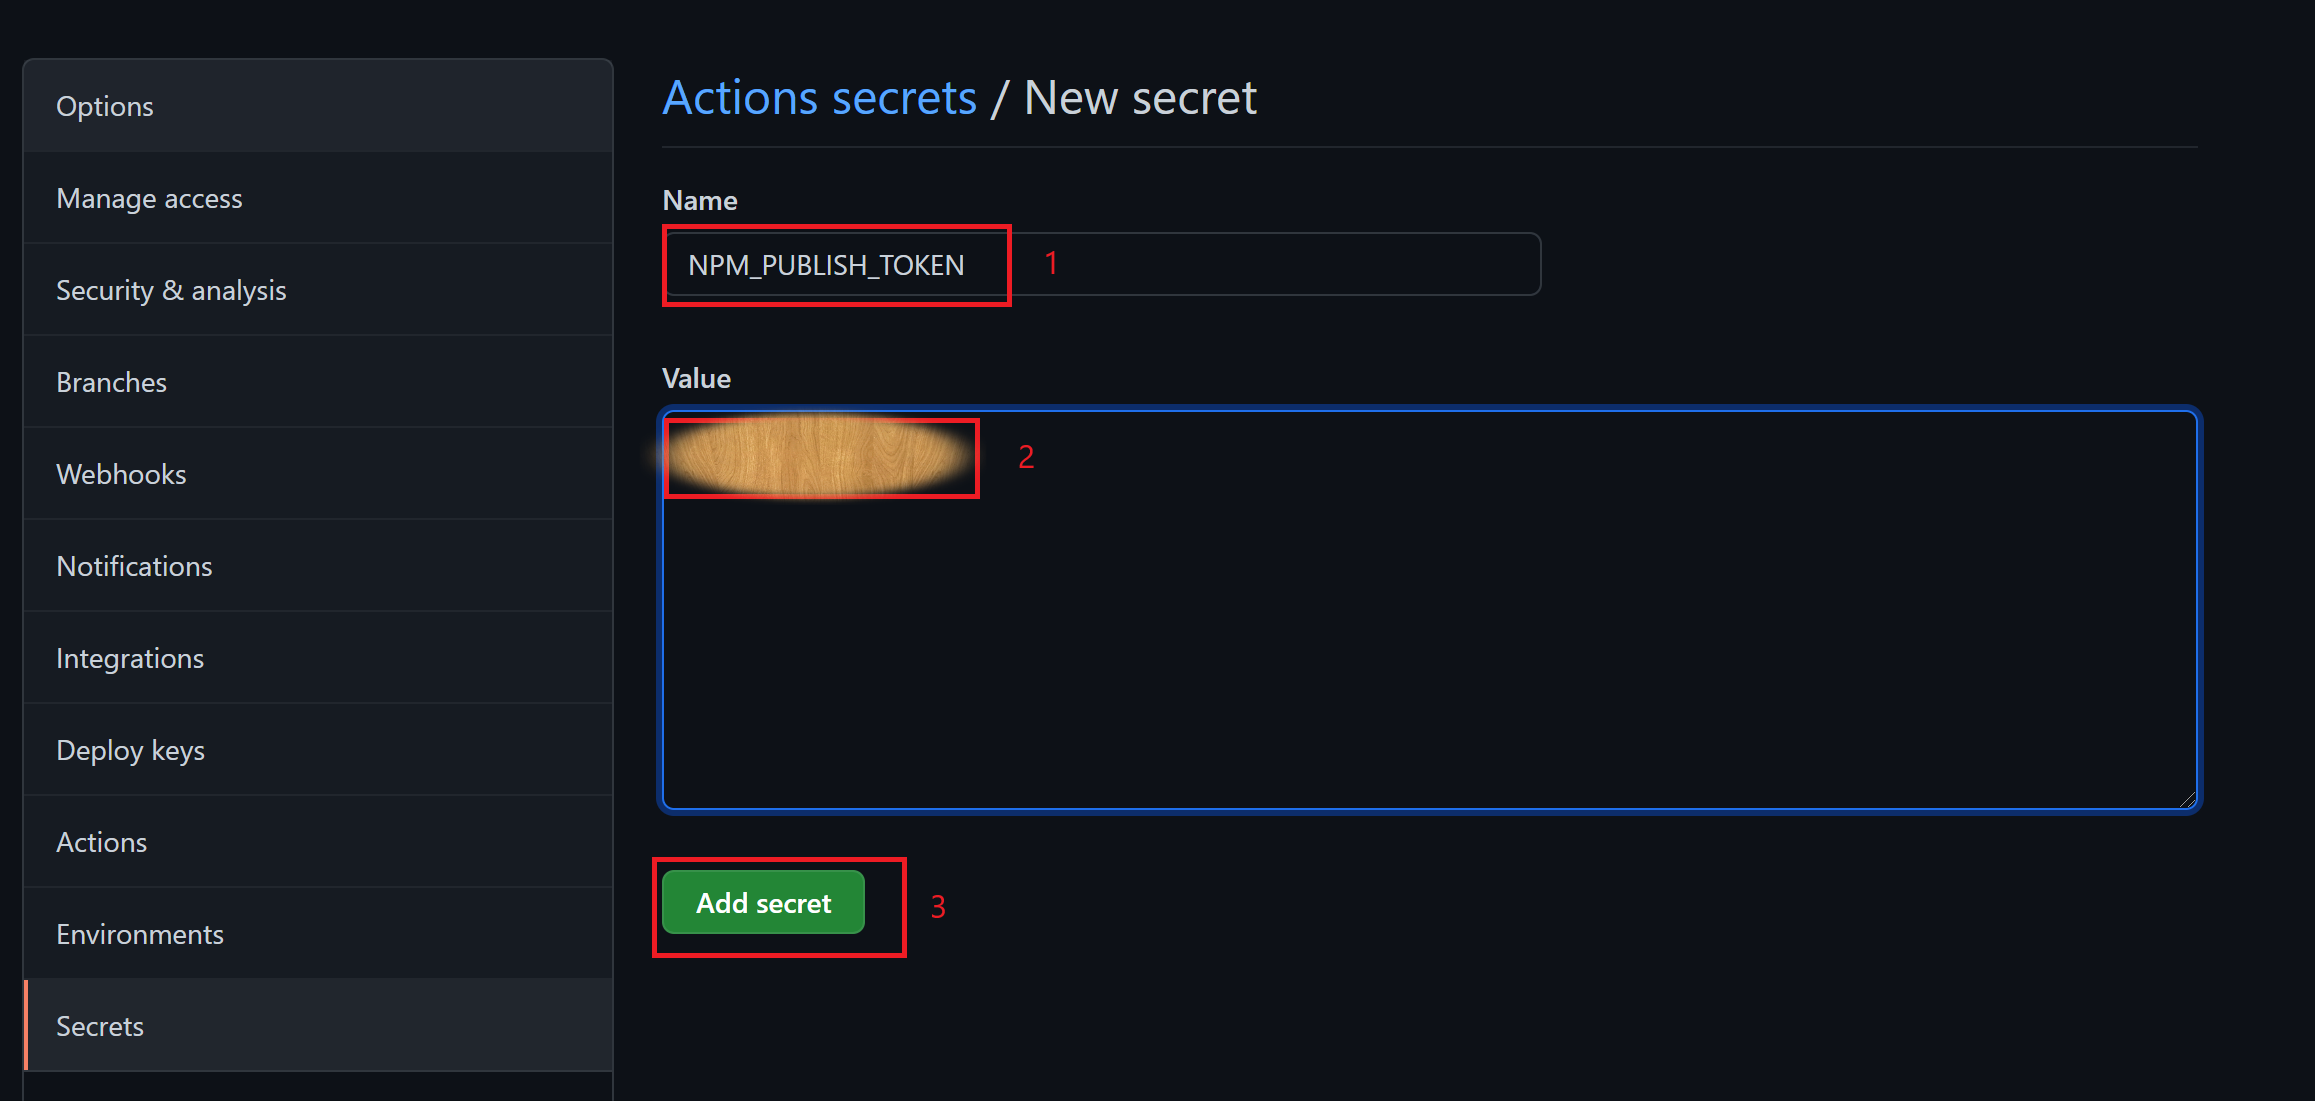 Options
Manage access
Security & analysis
Branches
Webhooks
Notifications
Integrations
Deploy keys
Actions
Environments
Secrets
Actions secrets / New secret
Name
NPM_PUBLISH_TOKEN 1
Value
2
Add secret 3